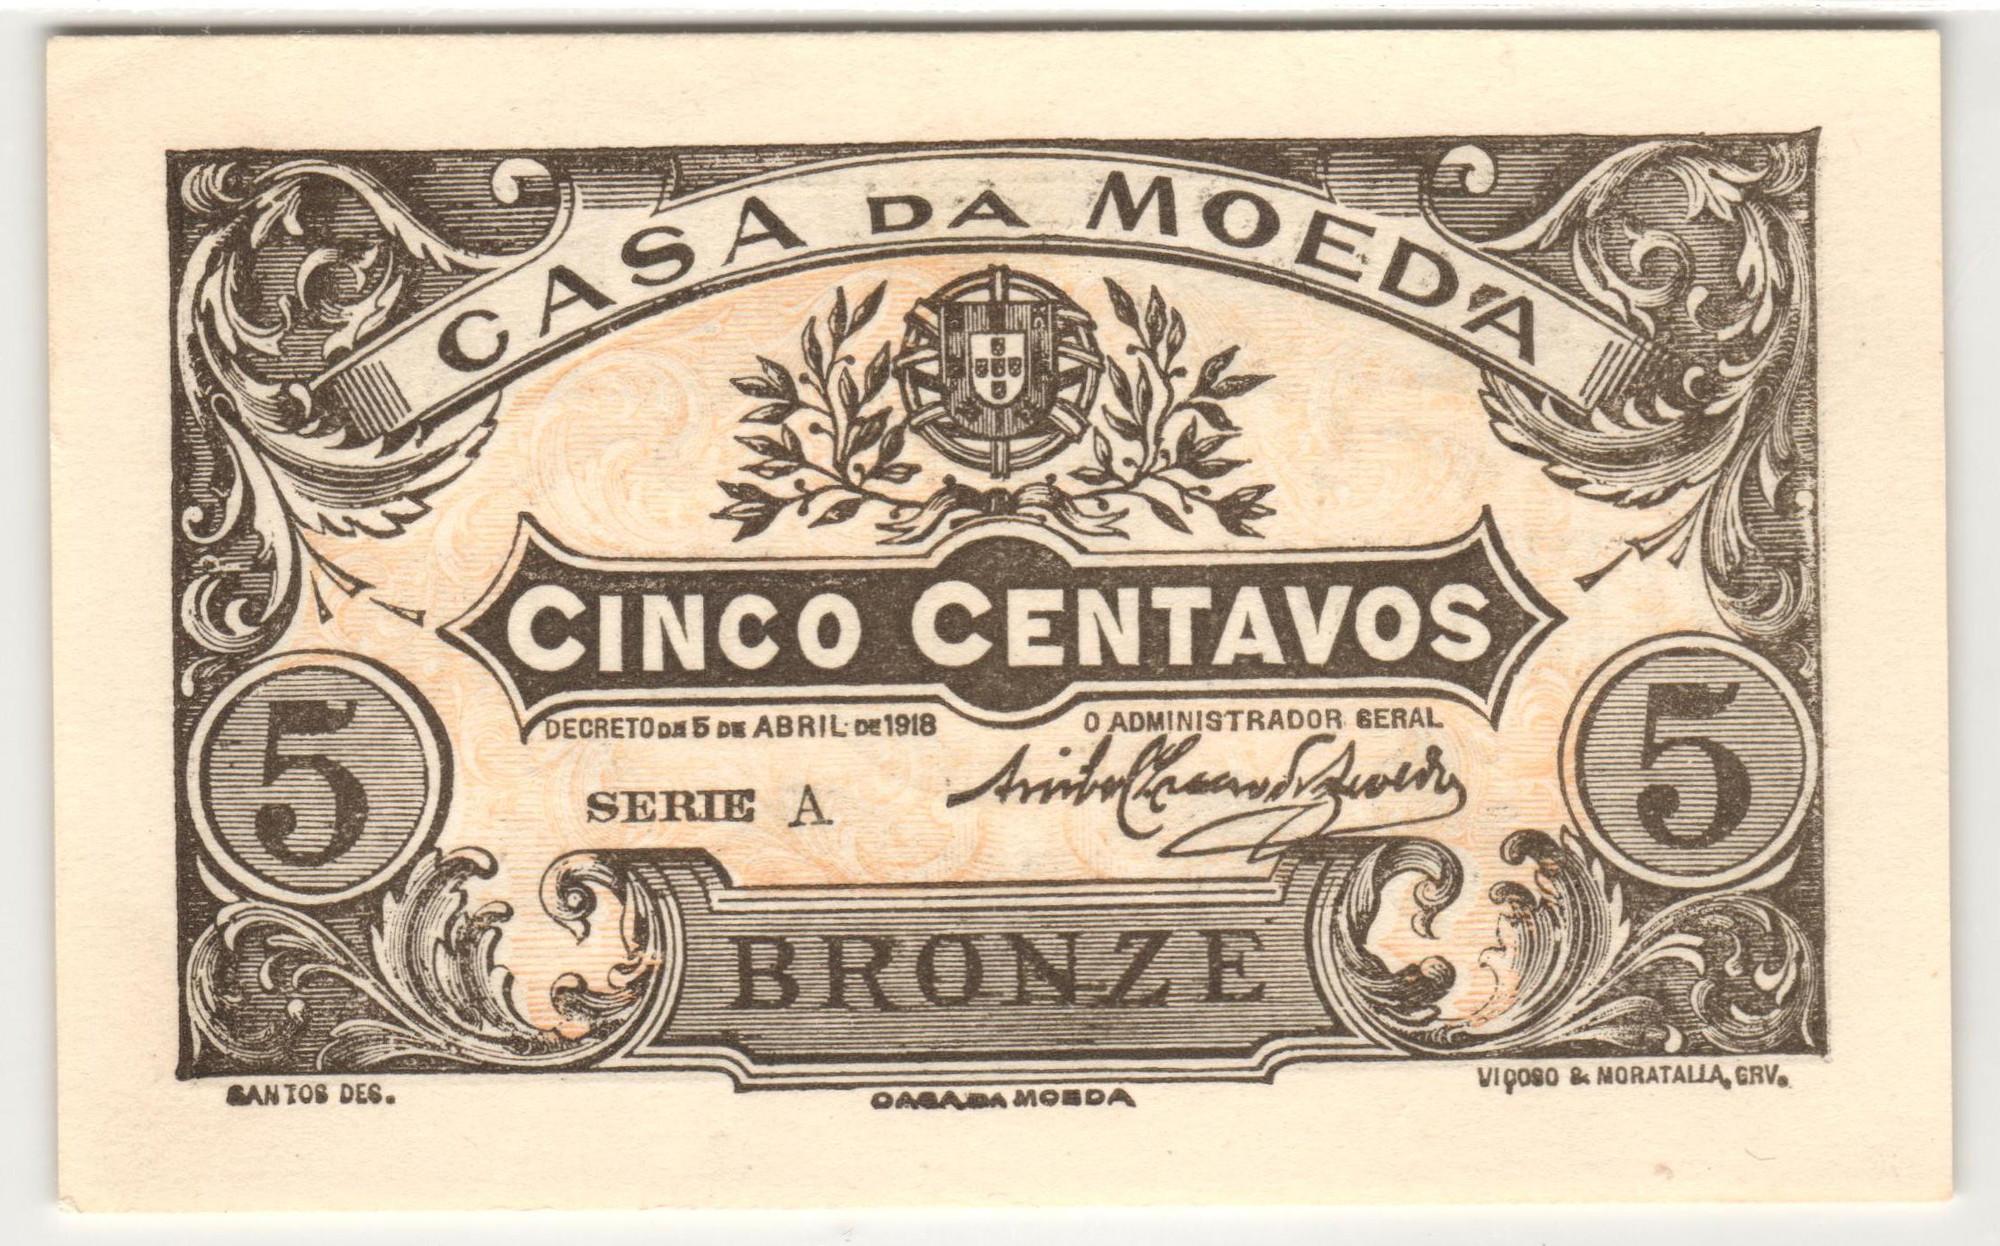 CASA DA MOEDA
CINCO CENTAVOS
DECRETO DE 5 DE ABRIL DE 1918
O ADMINISTRADOR GERAL
SERIE A
5
5
BRONZE
SANTOS DES.
CASA DA MOEDA
VIÇOSO & MORATALLA, GRV.